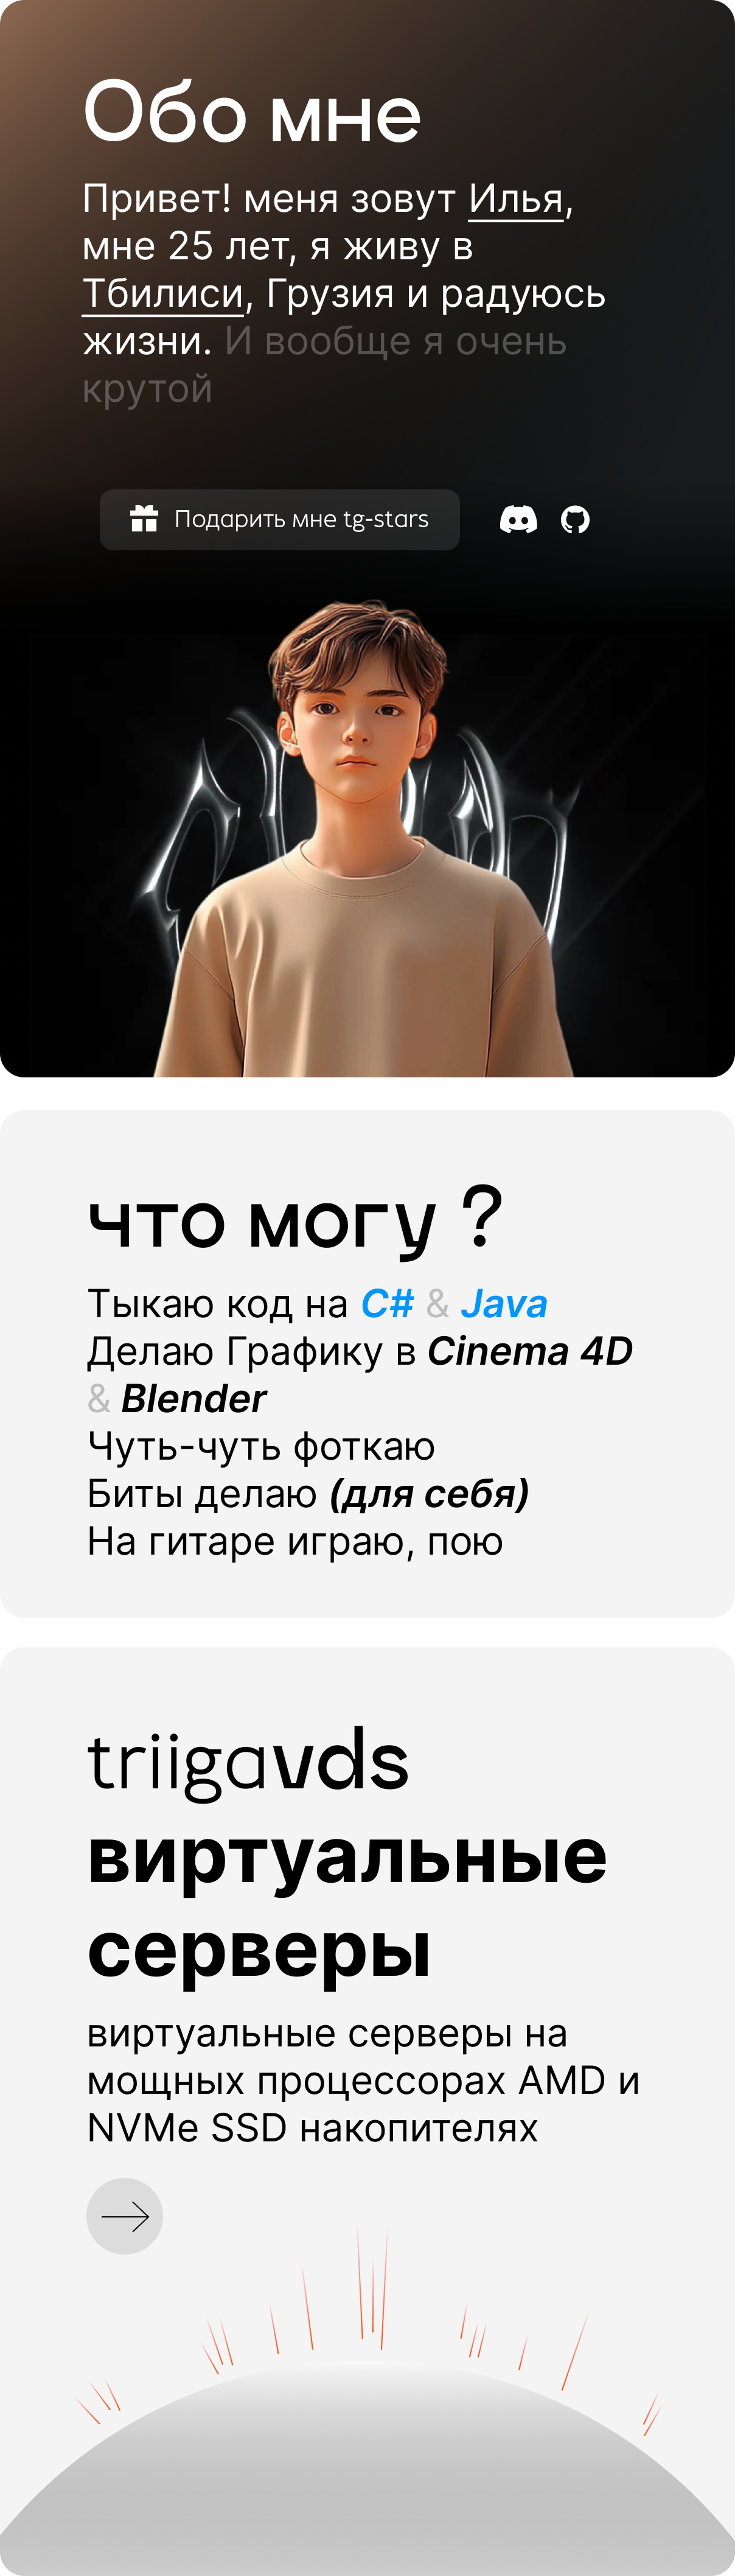 Обо мне
Привет! меня зовут Илья,
мне 25 лет, я живу в
Тбилиси, Грузия и радуюсь
жизни. И вообще я очень
крутой
Подарить мне tg-stars
что могу ?
Тыкаю код на C# & Java
Делаю Графику в Cinema 4D
& Blender
Чуть-чуть фоткаю
Биты делаю (для себя)
На гитаре играю, пою
triigavds
виртуальные
серверы
виртуальные серверы на
мощных процессорах AMD и
NVMe SSD накопителях